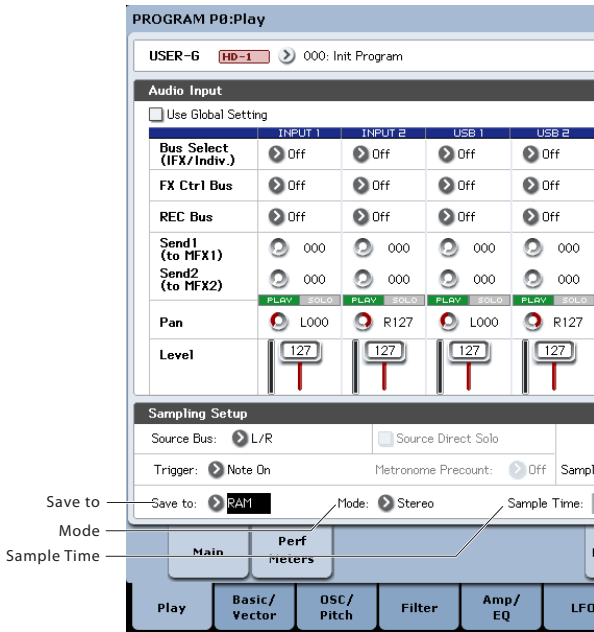 PROGRAM P0:Play
USER-G HD-1 000: Init Program
Audio Input
Use Global Setting
INPUT 1 INPUT 2 USB 1 USB 2
Bus Select
(IFX/Indiv.) Off Off Off Off
FX Ctrl Bus Off Off Off Off
REC Bus Off Off Off Off
Send1
(to MFX1) 000 000 000 000
Send2
(to MFX2) 000 000 000 000
PLAY SOLO PLAY SOLO PLAY SOLO PLAY SOLO
Pan L000 R127 L000 R127
Level 127 127 127 127
Sampling Setup
Source Bus: L/R Source Direct Solo
Trigger: Note On Metronome Precount: Off Sampl
Save to Save to: RAM Mode: Stereo Sample Time:
Mode
Sample Time
Main Perf
Meters
Play Basic/
Vector OSC/
Pitch Filter Amp/
EQ LFO